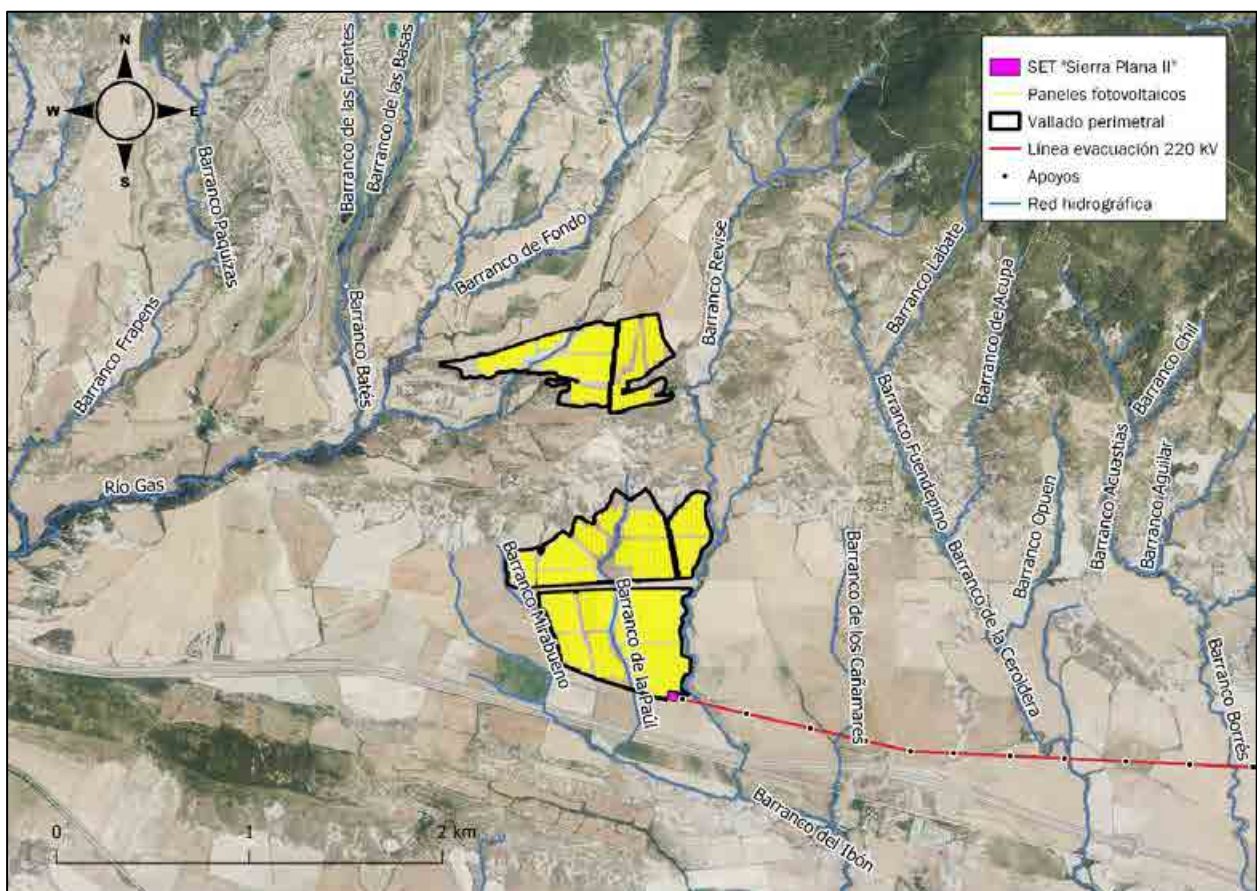 N
W
E
S
SET "Sierra Plana II"
Paneles fotovoltaicos
Vallado perimetral
Línea evacuación 220 KV
Apoyos
Red hidrográfica
Barranco de las Fuentes
Barranco de las Basas
Barranco Paquizas
Barranco de Fondo
Barranco Revise
Barranco Labate
Barranco de Acupa
Barranco Frapens
Barranco Batés
Barranco Chil
Río Gas
Barranco Fuendepino
Barranco Opuen
Barranco Acuastías
Barranco Aguilar
Barranco Mirabueno
Barranco de la Paúl
Barranco de los Cañamares
Barranco de la Ceroldera
Barranco Borrés
Barranco del Ibón
0
1
2 km